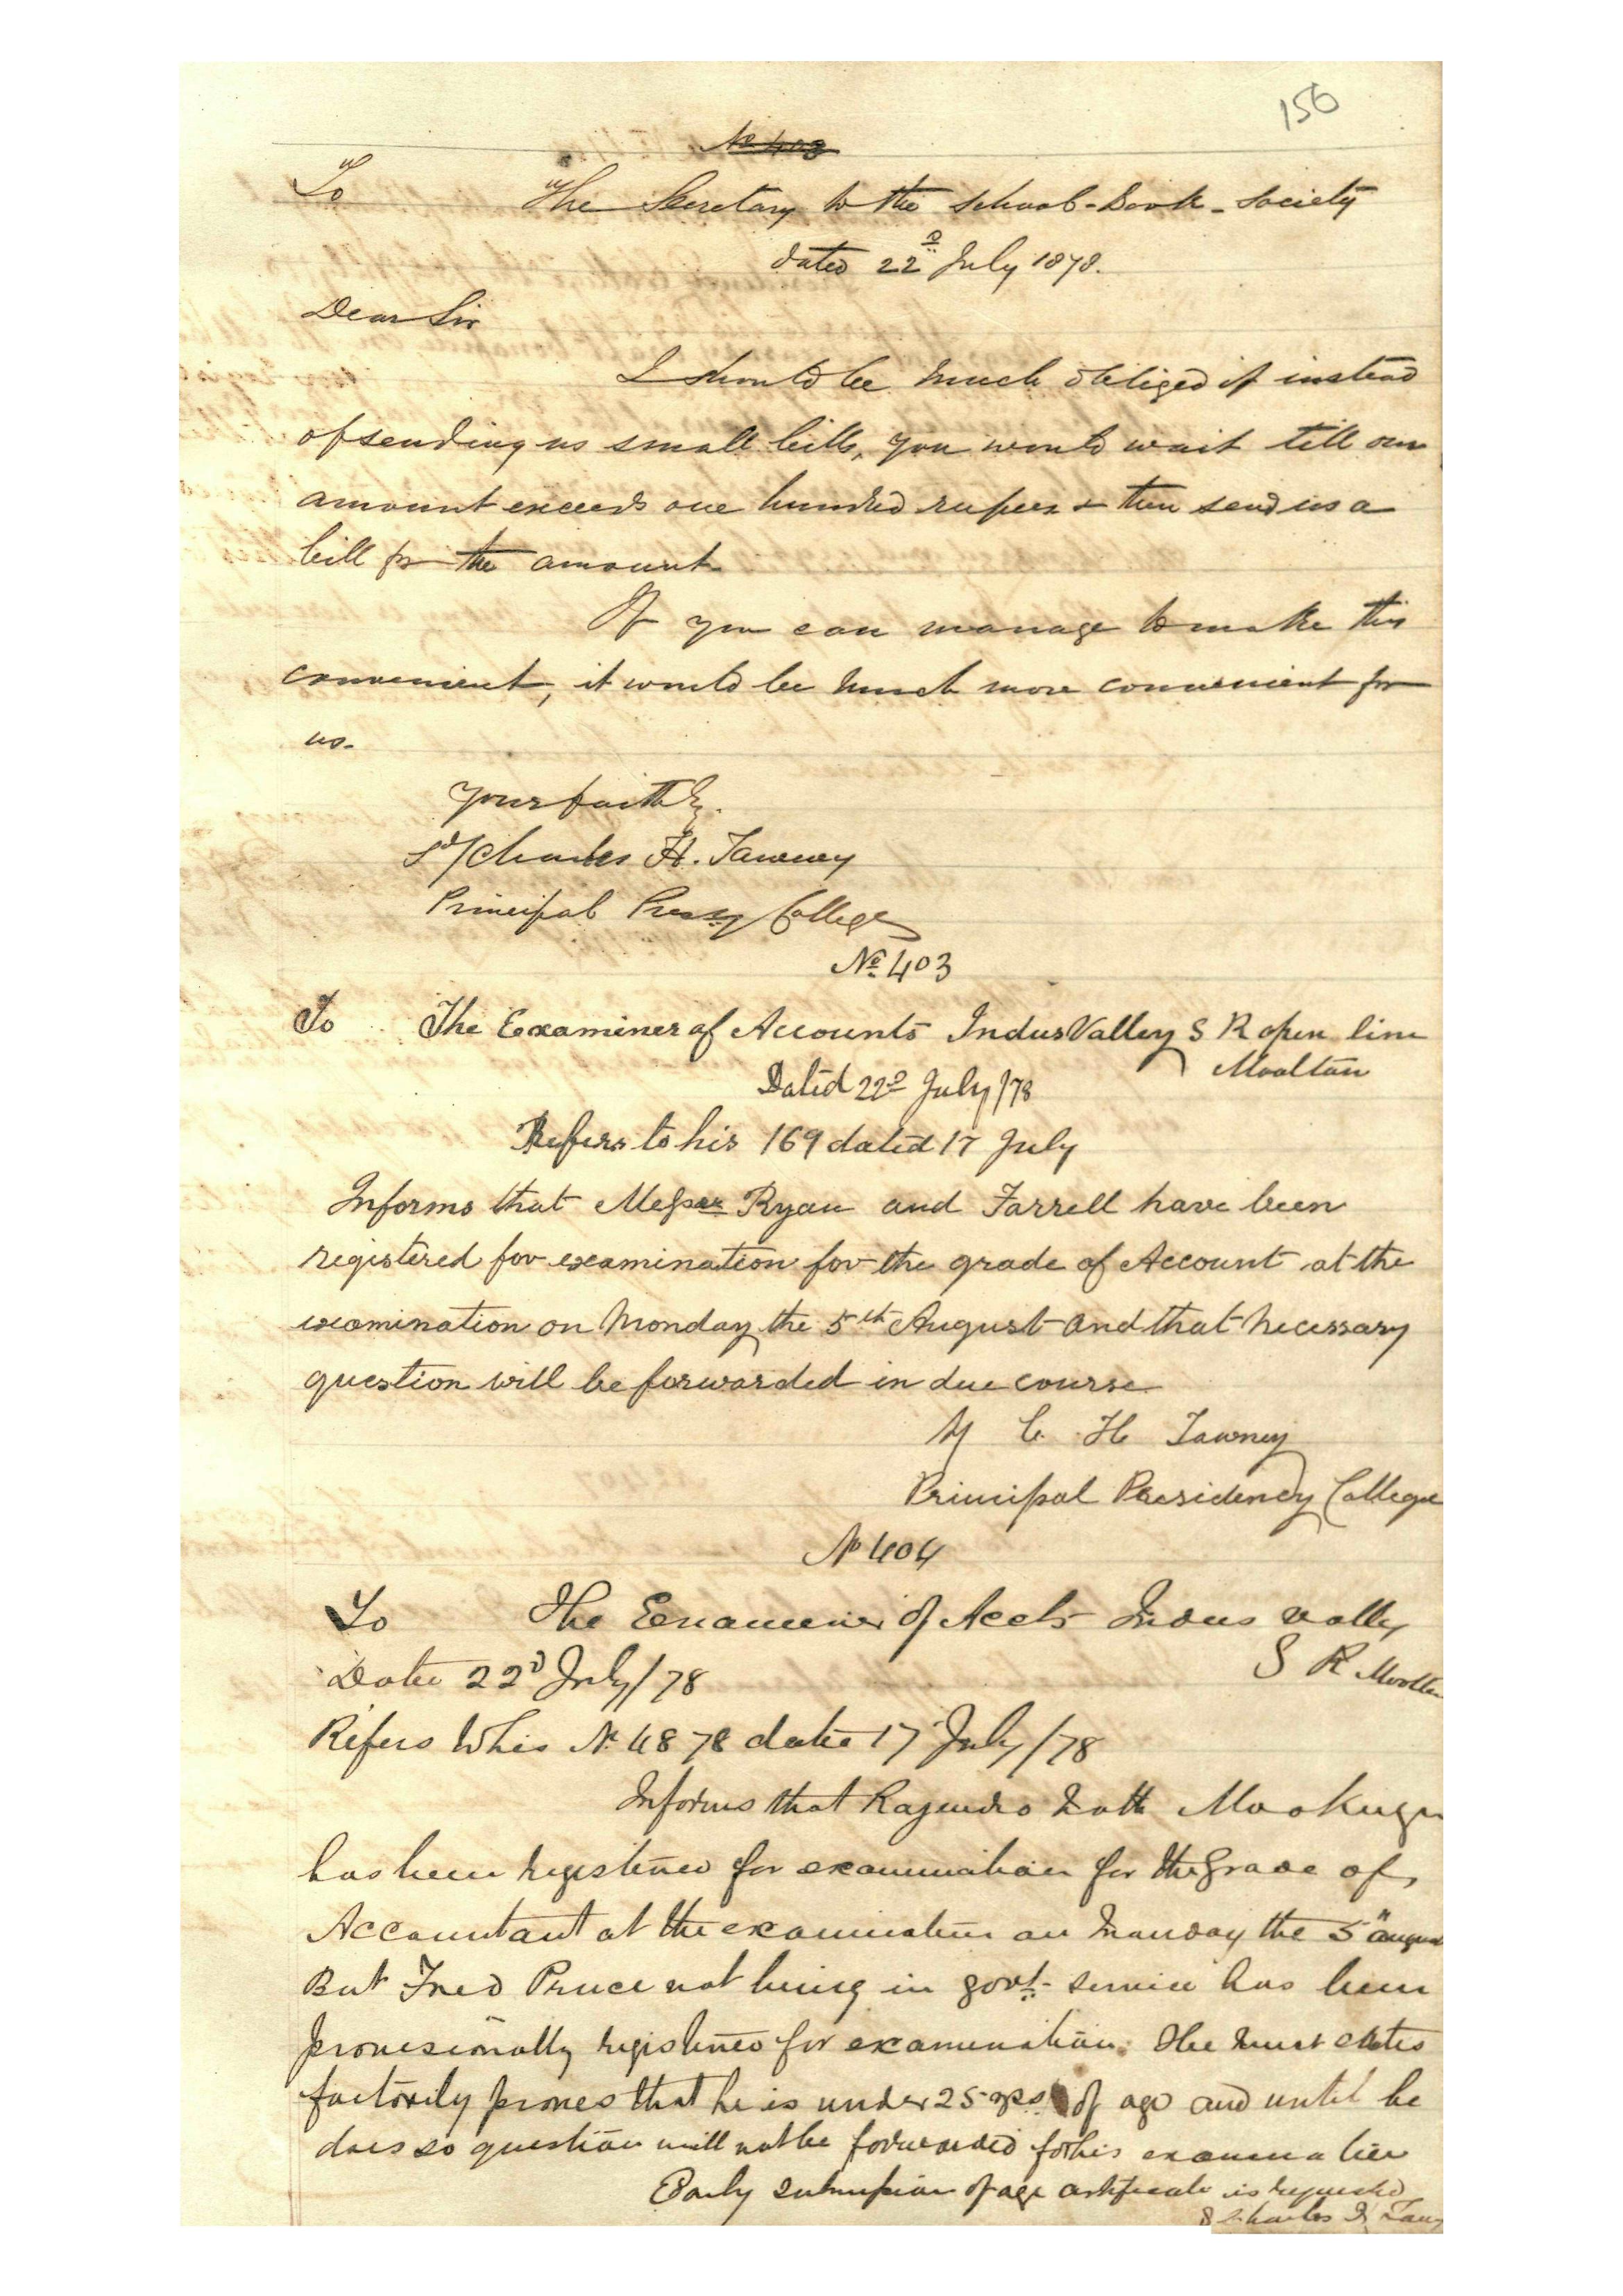 156
No 403
To The Secretary to the School-Book-Society
dated 22d July 1878.
Dear Sir
I should be much obliged if instead
of sending us small bills, you would wait till our
amount exceeds one hundred rupees & then send us a
bill for the amount
If you can manage to make this
convenient, it would be much more convenient for
us.
Yours faithly.
Sd/ Charles H. Tawney
Principal Presy College
No 403
To The Examiner of Accounts Indus Valley S R open line
Mooltan
Dated 22d July/78
Refers to his 169 dated 17 July
Informs that Messrs Ryan and Farrell have been
registered for examination for the grade of Account at the
examination on Monday the 5th August and that necessary
question will be forwarded in due course
C. H Tawney
Principal Presidency College
No 404
To The Examiner of Accts Indus Valley
S R Mooltan
Date 22d July/78
Refers to his No 4878 date 17 July/78
Informs that Rajendro Nath Mookerjee
has been registered for examination for the Grade of
Accountant at the examination on Monday the 5" August
But Fred Pruce not being in govt. service has been
provisionally registered for examination. He must satis
factorily proves that he is under 25 yrs of age and until he
does so question will not be forwarded for his examination
Early submission of age certificate is requested
Sd Charles H Tawney